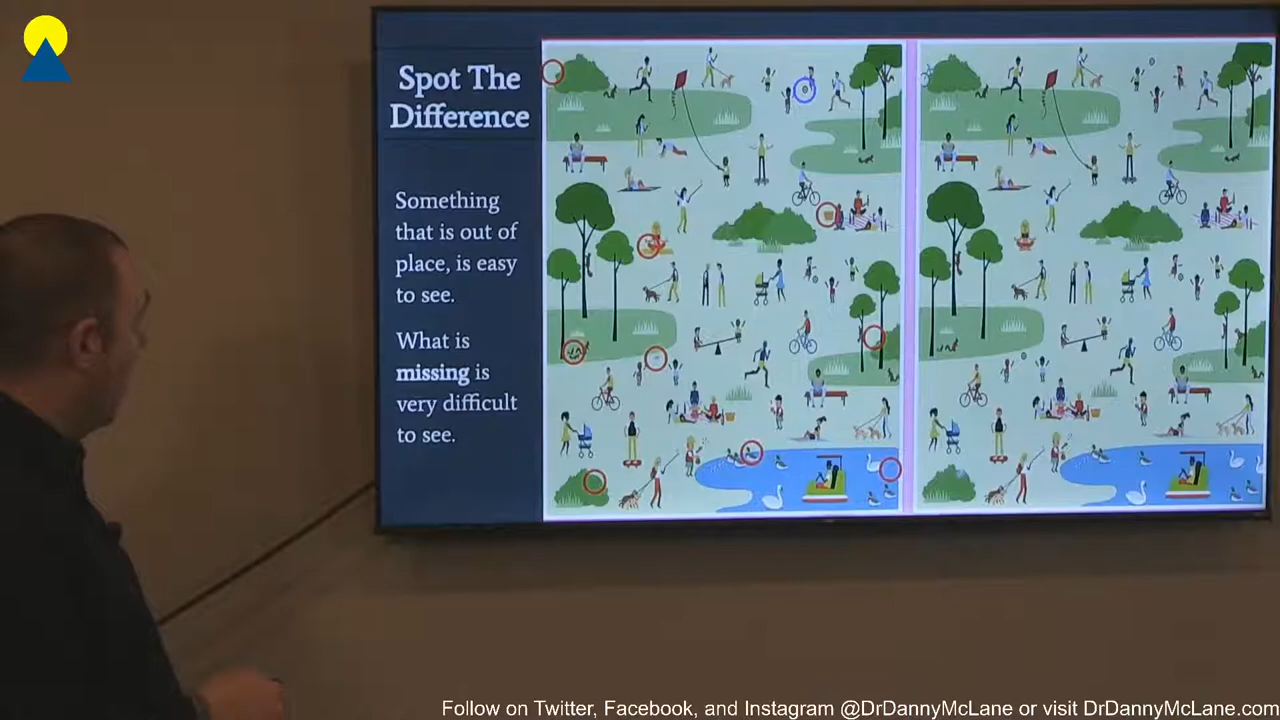 Spot The
Difference
Something
that is out of
place, is easy
to see.
What is
missing is
very difficult
to see.
Follow on Twitter, Facebook, and Instagram @DrDannyMcLane or visit DrDannyMcLane.com